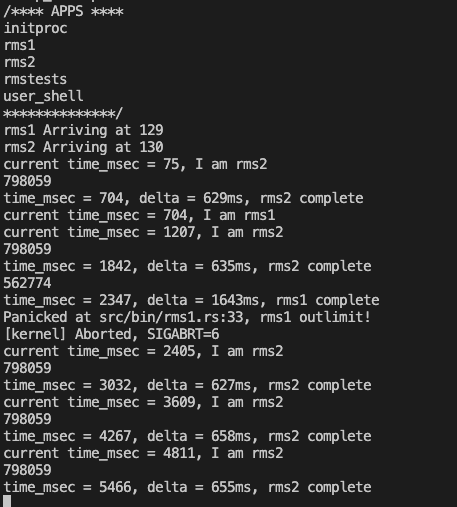 /**** APPS ****
initproc
rms1
rms2
rmstests
user_shell
**************/
rms1 Arriving at 129
rms2 Arriving at 130
current time_msec = 75, I am rms2
798059
time_msec = 704, delta = 629ms, rms2 complete
current time_msec = 704, I am rms1
current time_msec = 1207, I am rms2
798059
time_msec = 1842, delta = 635ms, rms2 complete
562774
time_msec = 2347, delta = 1643ms, rms1 complete
Panicked at src/bin/rms1.rs:33, rms1 outlimit!
[kernel] Aborted, SIGABRT=6
current time_msec = 2405, I am rms2
798059
time_msec = 3032, delta = 627ms, rms2 complete
current time_msec = 3609, I am rms2
798059
time_msec = 4267, delta = 658ms, rms2 complete
current time_msec = 4811, I am rms2
798059
time_msec = 5466, delta = 655ms, rms2 complete